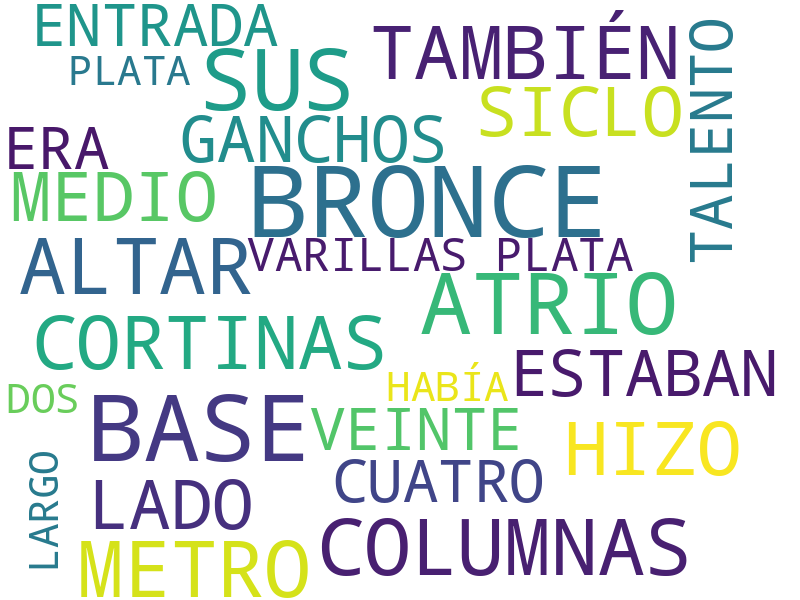 ENTRADA
TAMBIÉN
TALENTO
PLATA
SUS
SICLO
GANCHOS
ERA
MEDIO
BRONCE
ALTAR
VARILLAS PLATA
ATRIO
CORTINAS
ESTABAN
HABÍA
DOS
BASE
VEINTE
HIZO
CUATRO
LARGO
LADO
COLUMNAS
METRO